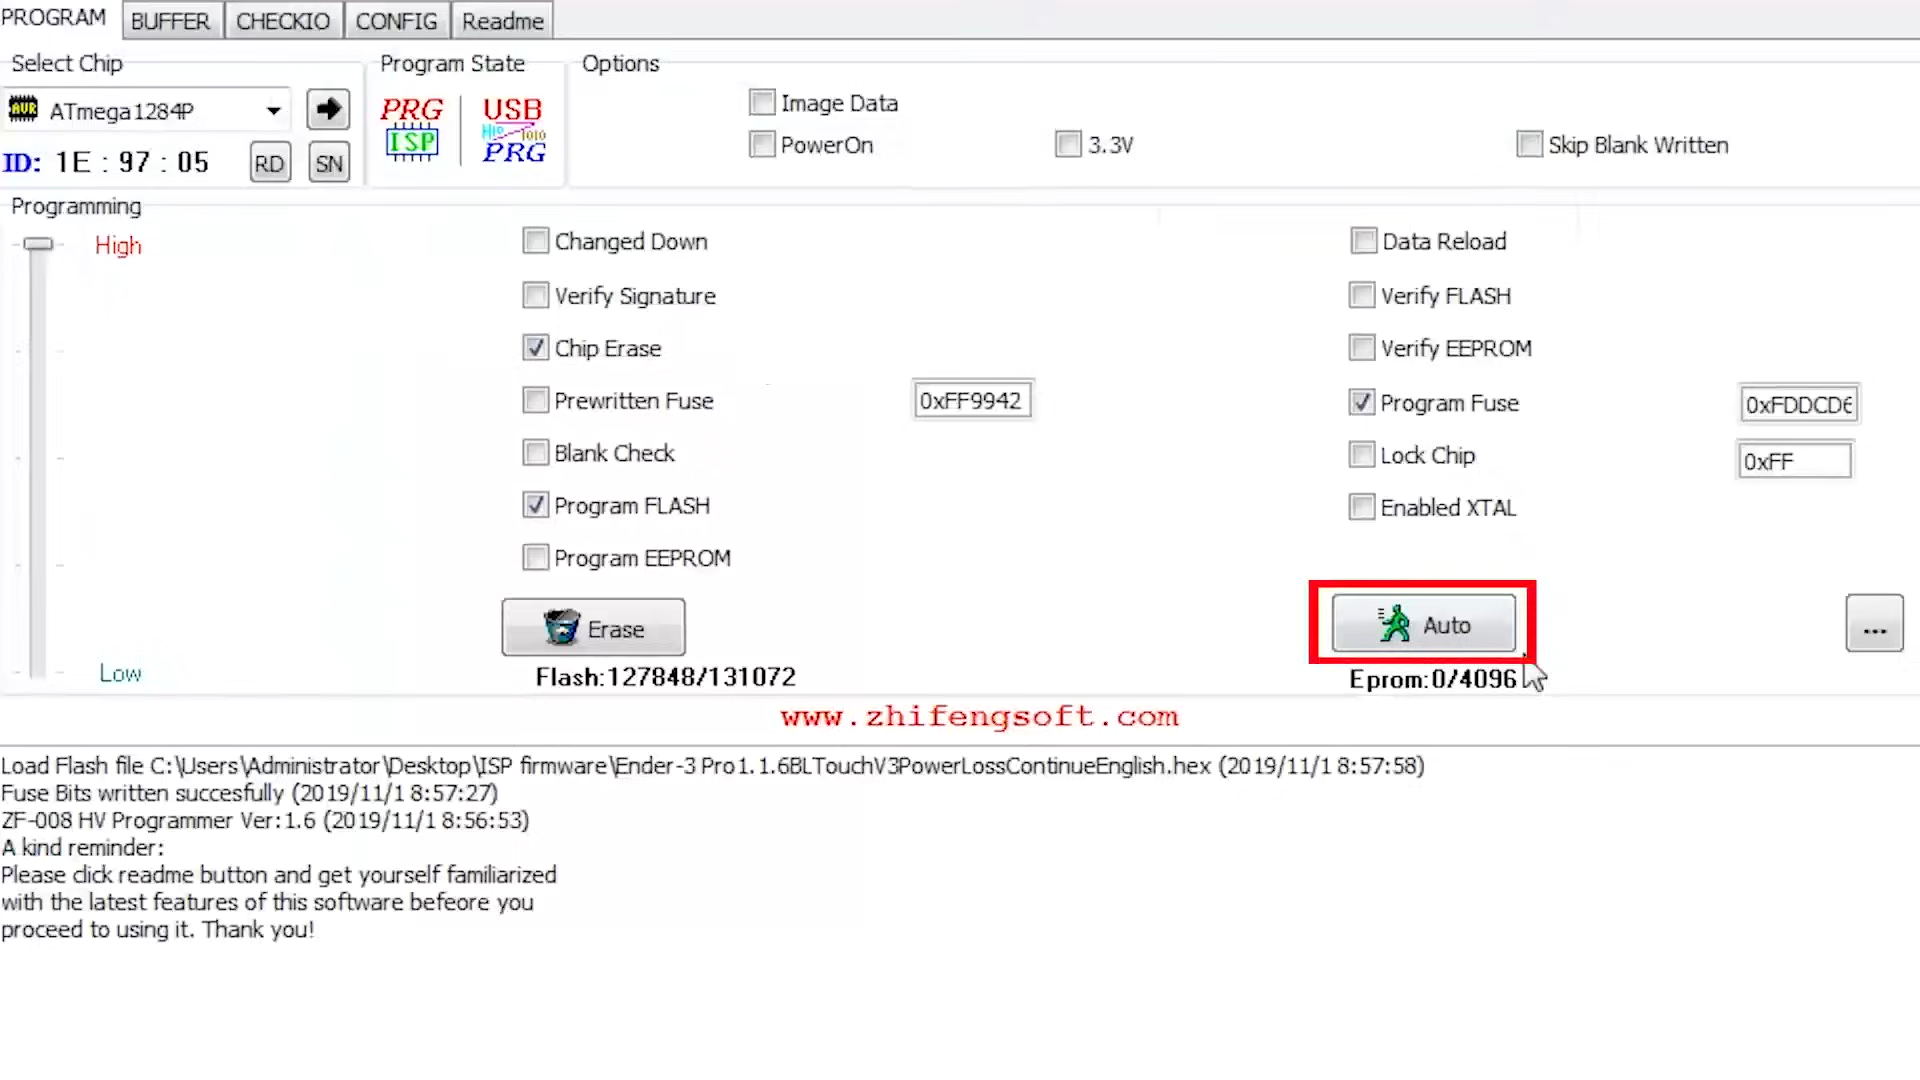 PROGRAM BUFFER CHECKIO CONFIG Readme
Select Chip Program State Options
AVR ATmega1284P
PRG ISP
USB PRG
Image Data
PowerOn 3.3V Skip Blank Written
ID: 1E : 97 : 05 RD SN
Programming
High
Changed Down Data Reload
Verify Signature Verify FLASH
Chip Erase Verify EEPROM
Prewritten Fuse 0xFF9942 Program Fuse 0xFDDCD6
Blank Check Lock Chip 0xFF
Program FLASH Enabled XTAL
Program EEPROM
Erase Auto ...
Low Flash:127848/131072 Eprom:0/4096
www.zhifengsoft.com
Load Flash file C:\Users\Administrator\Desktop\ISP firmware\Ender-3 Pro1.1.6BLTouchV3PowerLossContinueEnglish.hex (2019/11/1 8:57:58)
Fuse Bits written succesfully (2019/11/1 8:57:27)
ZF-008 HV Programmer Ver:1.6 (2019/11/1 8:56:53)
A kind reminder:
Please click readme button and get yourself familiarized
with the latest features of this software befeore you
proceed to using it. Thank you!